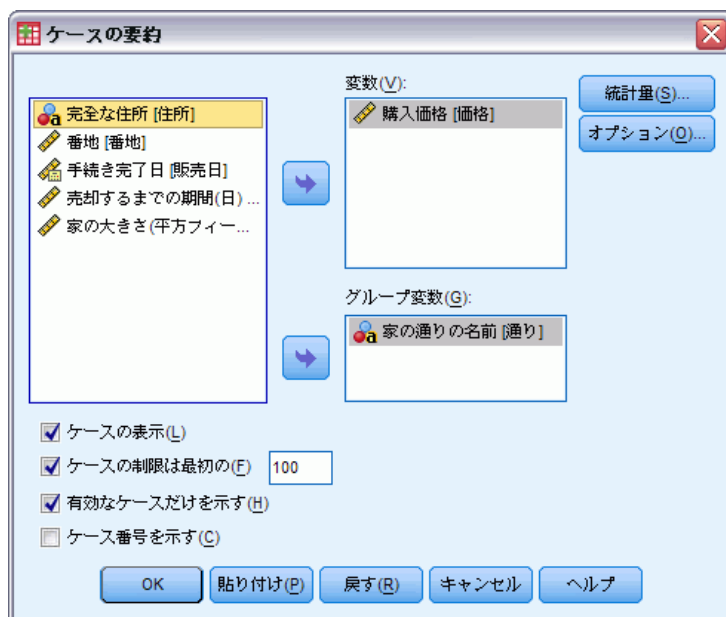 ケースの要約
完全な住所 [住所]
番地 [番地]
手続き完了日 [販売日]
売却するまでの期間(日) ...
家の大きさ(平方フィー...
変数(V):
購入価格 [価格]
グループ変数(G):
家の通りの名前 [通り]
統計量(S)...
オプション(O)...
ケースの表示(L)
ケースの制限は最初の(F) 100
有効なケースだけを示す(H)
ケース番号を示す(C)
OK 貼り付け(P) 戻す(R) キャンセル ヘルプ